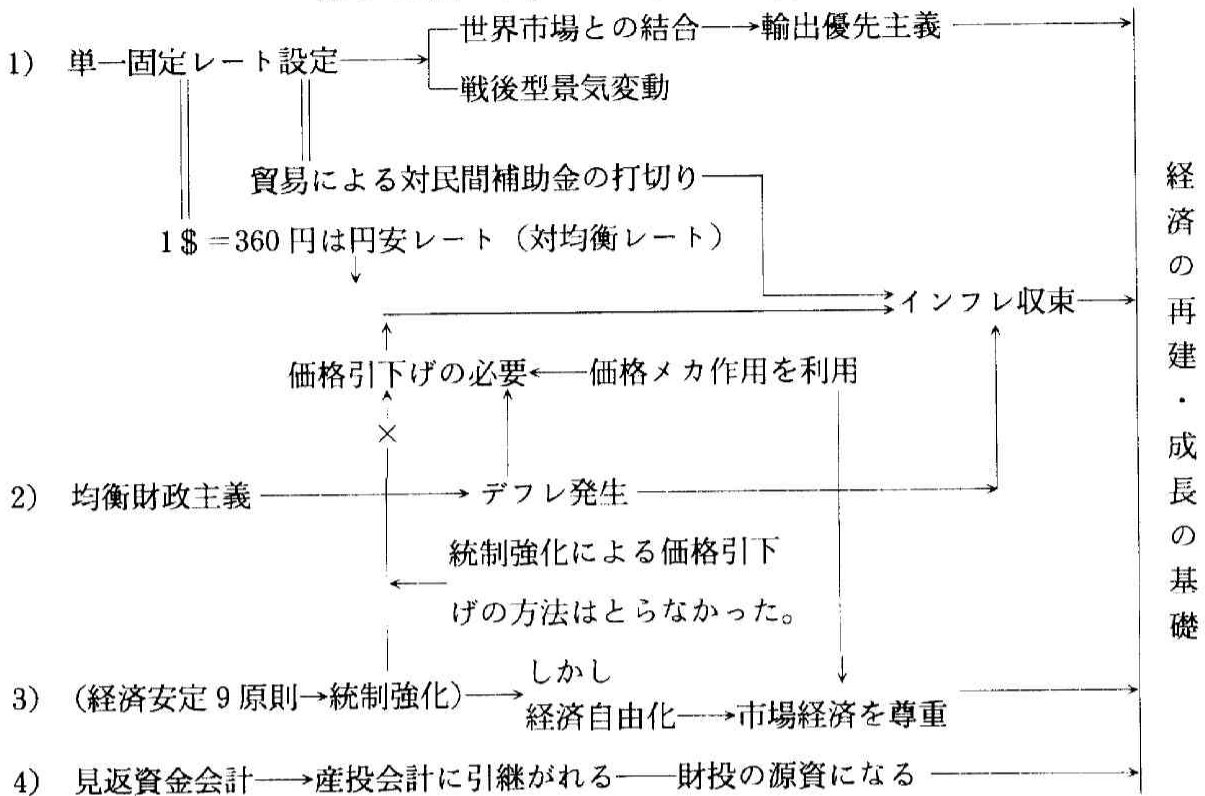 世界市場との結合→輸出優先主義→
1) 単一固定レート設定→
戦後型景気変動
貿易による対民間補助金の打切り
1$=360円は円安レート(対均衡レート)
インフレ収束→
価格引下げの必要←価格メカ作用を利用
×
2) 均衡財政主義→デフレ発生
統制強化による価格引下
げの方法はとらなかった。
しかし
3) (経済安定9原則→統制強化)→
経済自由化→市場経済を尊重
4) 見返資金会計→産投会計に引継がれる―財投の源資になる→
経済の再建・成長の基礎